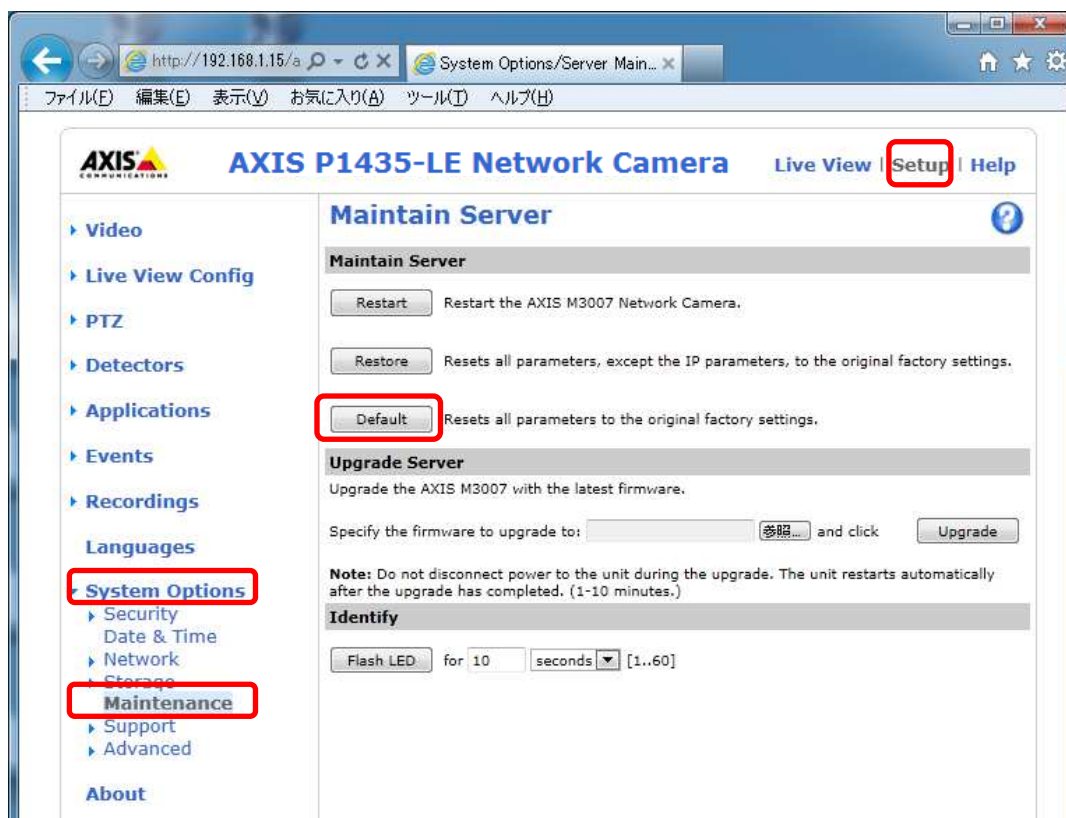 http://192.168.1.15/a
System Options/Server Main...
ファイル(F) 編集(E) 表示(V) お気に入り(A) ツール(T) ヘルプ(H)
AXIS
COMMUNICATIONS
AXIS P1435-LE Network Camera
Live View | Setup | Help
Video
Live View Config
PTZ
Detectors
Applications
Events
Recordings
Languages
System Options
Security
Date & Time
Network
Storage
Maintenance
Support
Advanced
About
Maintain Server
Maintain Server
Restart Restart the AXIS M3007 Network Camera.
Restore Resets all parameters, except the IP parameters, to the original factory settings.
Default Resets all parameters to the original factory settings.
Upgrade Server
Upgrade the AXIS M3007 with the latest firmware.
Specify the firmware to upgrade to: 参照... and click Upgrade
Note: Do not disconnect power to the unit during the upgrade. The unit restarts automatically
after the upgrade has completed. (1-10 minutes.)
Identify
Flash LED for 10 seconds [1..60]